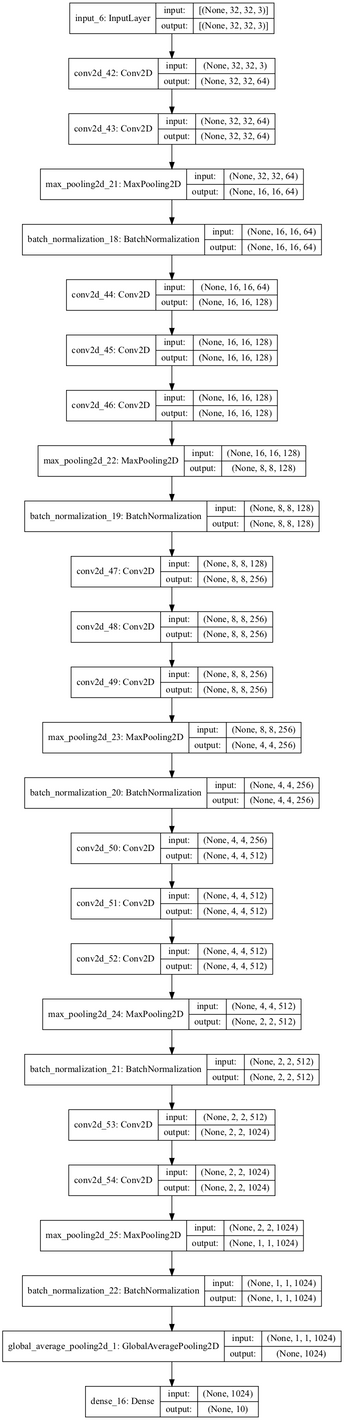 input_6: InputLayer
input: [(None, 32, 32, 3)]
output: [(None, 32, 32, 3)]
conv2d_42: Conv2D
input: (None, 32, 32, 3)
output: (None, 32, 32, 64)
conv2d_43: Conv2D
input: (None, 32, 32, 64)
output: (None, 32, 32, 64)
max_pooling2d_21: MaxPooling2D
input: (None, 32, 32, 64)
output: (None, 16, 16, 64)
batch_normalization_18: BatchNormalization
input: (None, 16, 16, 64)
output: (None, 16, 16, 64)
conv2d_44: Conv2D
input: (None, 16, 16, 64)
output: (None, 16, 16, 128)
conv2d_45: Conv2D
input: (None, 16, 16, 128)
output: (None, 16, 16, 128)
conv2d_46: Conv2D
input: (None, 16, 16, 128)
output: (None, 16, 16, 128)
max_pooling2d_22: MaxPooling2D
input: (None, 16, 16, 128)
output: (None, 8, 8, 128)
batch_normalization_19: BatchNormalization
input: (None, 8, 8, 128)
output: (None, 8, 8, 128)
conv2d_47: Conv2D
input: (None, 8, 8, 128)
output: (None, 8, 8, 256)
conv2d_48: Conv2D
input: (None, 8, 8, 256)
output: (None, 8, 8, 256)
conv2d_49: Conv2D
input: (None, 8, 8, 256)
output: (None, 8, 8, 256)
max_pooling2d_23: MaxPooling2D
input: (None, 8, 8, 256)
output: (None, 4, 4, 256)
batch_normalization_20: BatchNormalization
input: (None, 4, 4, 256)
output: (None, 4, 4, 256)
conv2d_50: Conv2D
input: (None, 4, 4, 256)
output: (None, 4, 4, 512)
conv2d_51: Conv2D
input: (None, 4, 4, 512)
output: (None, 4, 4, 512)
conv2d_52: Conv2D
input: (None, 4, 4, 512)
output: (None, 4, 4, 512)
max_pooling2d_24: MaxPooling2D
input: (None, 4, 4, 512)
output: (None, 2, 2, 512)
batch_normalization_21: BatchNormalization
input: (None, 2, 2, 512)
output: (None, 2, 2, 512)
conv2d_53: Conv2D
input: (None, 2, 2, 512)
output: (None, 2, 2, 1024)
conv2d_54: Conv2D
input: (None, 2, 2, 1024)
output: (None, 2, 2, 1024)
max_pooling2d_25: MaxPooling2D
input: (None, 2, 2, 1024)
output: (None, 1, 1, 1024)
batch_normalization_22: BatchNormalization
input: (None, 1, 1, 1024)
output: (None, 1, 1, 1024)
global_average_pooling2d_1: GlobalAveragePooling2D
input: (None, 1, 1, 1024)
output: (None, 1024)
dense_16: Dense
input: (None, 1024)
output: (None, 10)